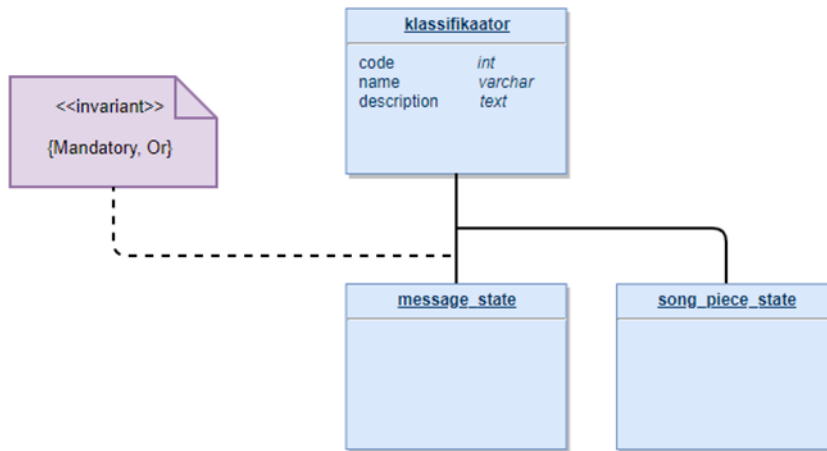 klassifikaator
code int
name varchar
description text
<<invariant>>
{Mandatory, Or}
message_state
song_piece_state